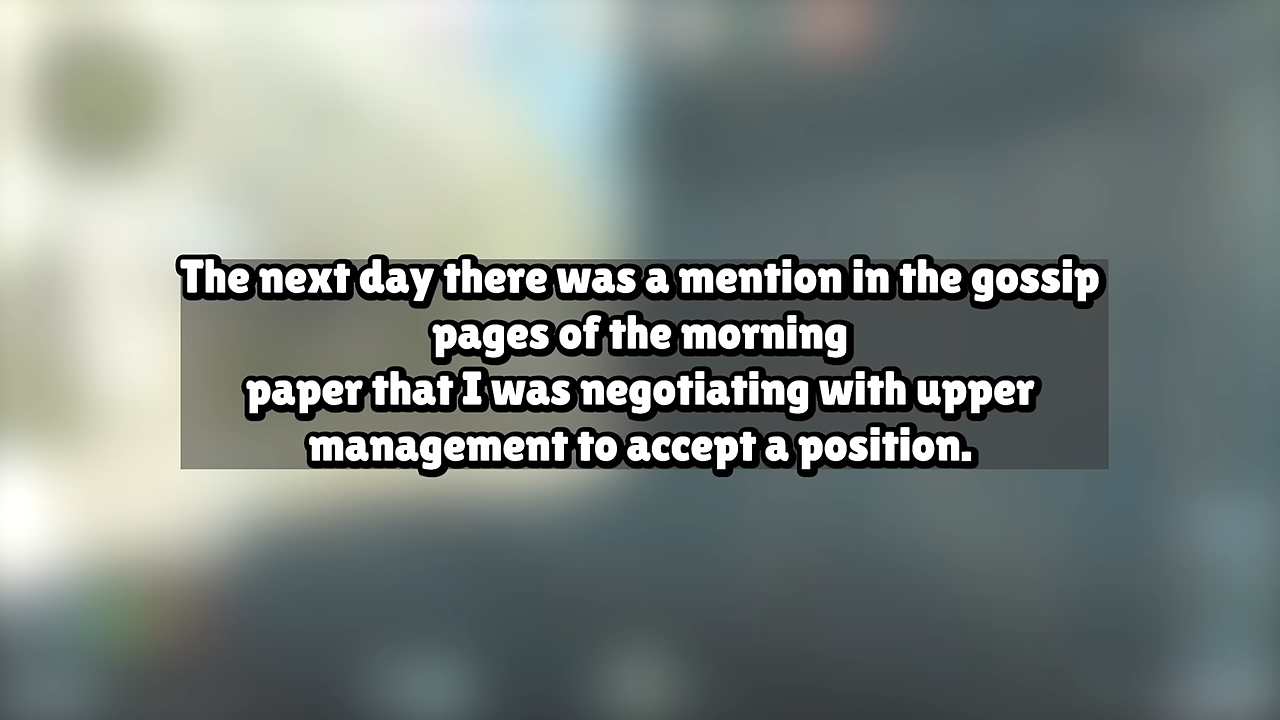 The next day there was a mention in the gossip
pages of the morning
paper that I was negotiating with upper
management to accept a position.